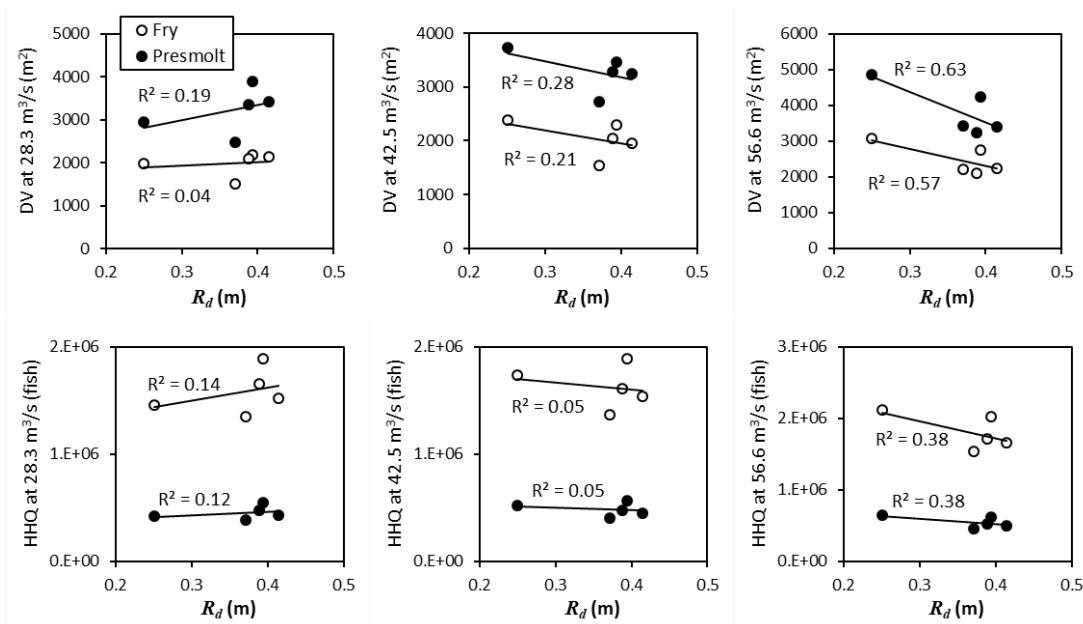 Fry
Presmolt
DV at 28.3 m³/s (m²)
5000
4000
3000
2000
1000
0
R² = 0.19
R² = 0.04
0.2 0.3 0.4 0.5
R_d (m)
DV at 42.5 m³/s (m²)
4000
3000
2000
1000
0
R² = 0.28
R² = 0.21
0.2 0.3 0.4 0.5
R_d (m)
DV at 56.6 m³/s (m²)
6000
5000
4000
3000
2000
1000
0
R² = 0.63
R² = 0.57
0.2 0.3 0.4 0.5
R_d (m)
HHQ at 28.3 m³/s (fish)
2.E+06
1.E+06
0.E+00
R² = 0.14
R² = 0.12
0.2 0.3 0.4 0.5
R_d (m)
HHQ at 42.5 m³/s (fish)
2.E+06
1.E+06
0.E+00
R² = 0.05
R² = 0.05
0.2 0.3 0.4 0.5
R_d (m)
HHQ at 56.6 m³/s (fish)
3.E+06
2.E+06
1.E+06
0.E+00
R² = 0.38
R² = 0.38
0.2 0.3 0.4 0.5
R_d (m)